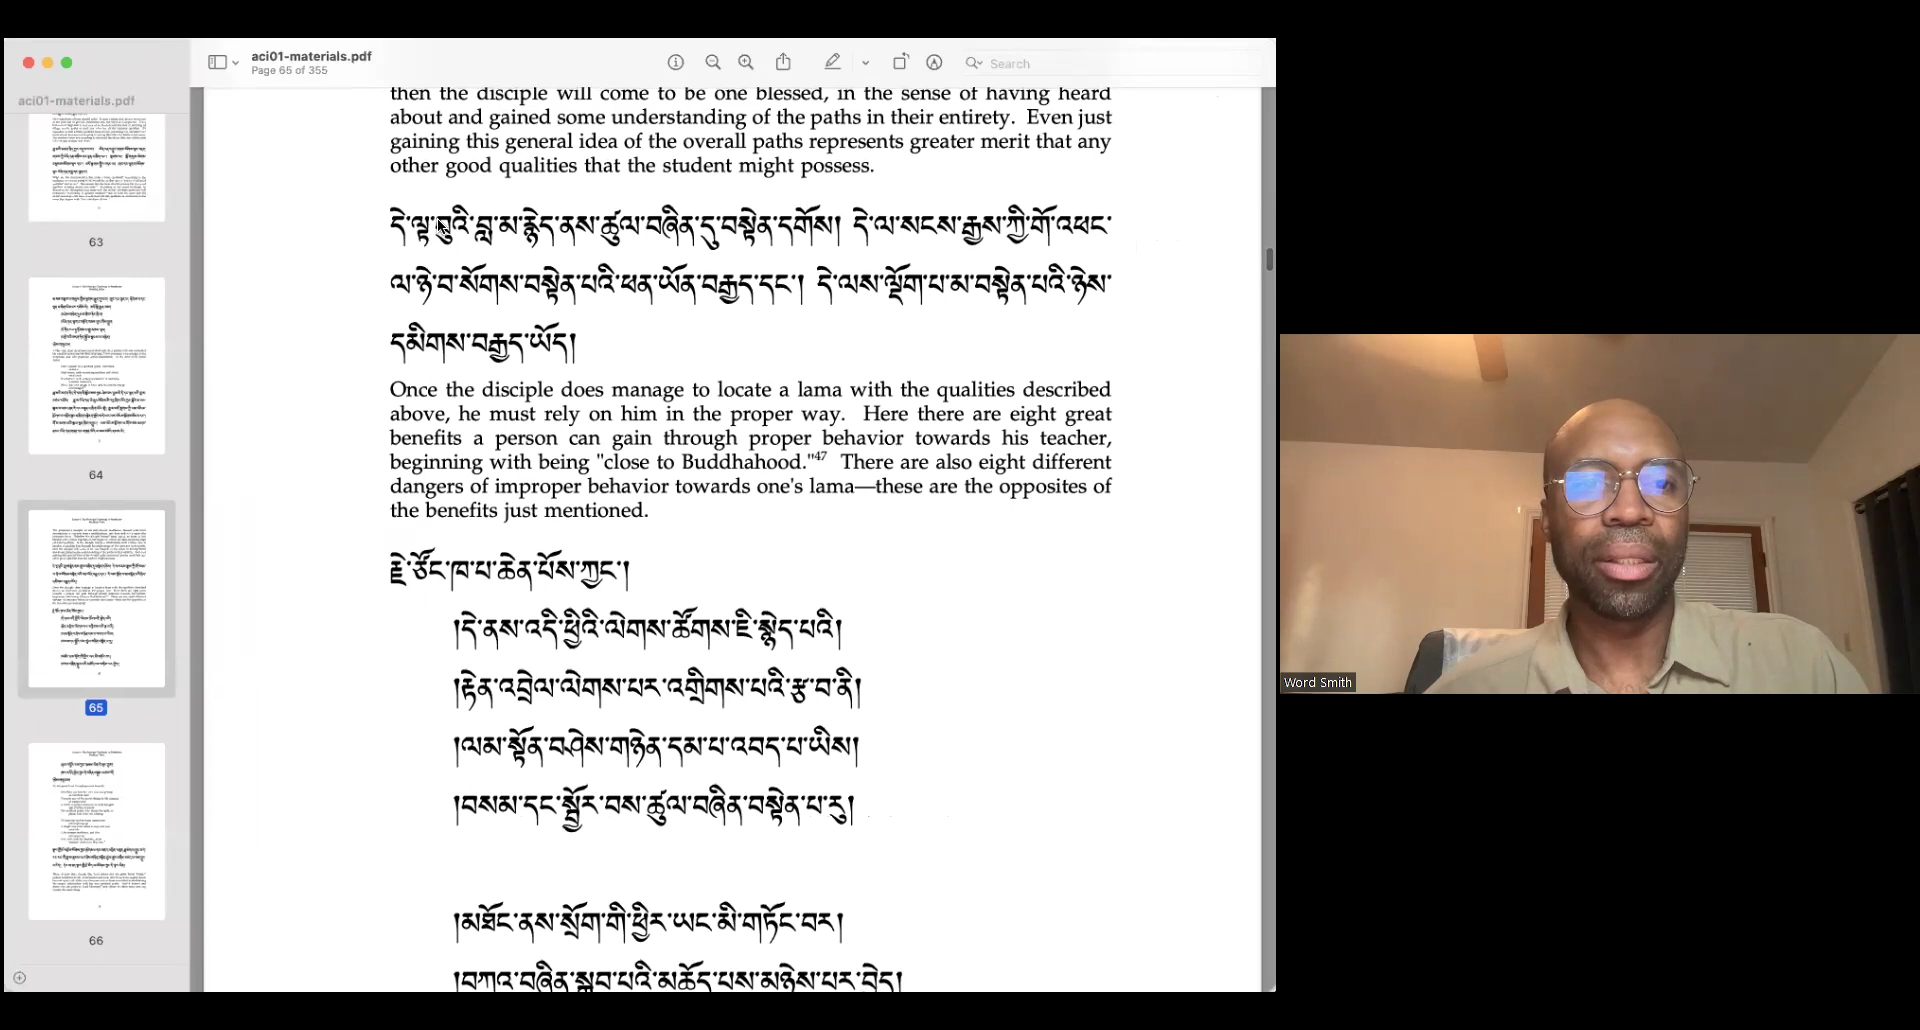 aci01-materials.pdf
Page 65 of 355
Search
aci01-materials.pdf
63
64
65
66
then the disciple will come to be one blessed, in the sense of having heard
about and gained some understanding of the paths in their entirety. Even just
gaining this general idea of the overall paths represents greater merit that any
other good qualities that the student might possess.
དེ་ལྟ་བུའི་བླ་མ་རྙེད་ནས་ཚུལ་བཞིན་དུ་བསྟེན་དགོས། དེ་ལ་སངས་རྒྱས་ཀྱི་གོ་འཕང་
ལ་ཉེ་བ་སོགས་བསྟེན་པའི་ཕན་ཡོན་བརྒྱད་དང་། དེ་ལས་ལྡོག་པ་མ་བསྟེན་པའི་ཉེས་
དམིགས་བརྒྱད་ཡོད།
Once the disciple does manage to locate a lama with the qualities described
above, he must rely on him in the proper way. Here there are eight great
benefits a person can gain through proper behavior towards his teacher,
beginning with being "close to Buddhahood."47 There are also eight different
dangers of improper behavior towards one's lama—these are the opposites of
the benefits just mentioned.
རྗེ་ཙོང་ཁ་པ་ཆེན་པོས་ཀྱང་།
།དེ་ནས་འདི་ཕྱིའི་ལེགས་ཚོགས་ཇི་སྙེད་པའི།
།རྟེན་འབྲེལ་ལེགས་པར་འགྲིགས་པའི་རྩ་བ་ནི།
།ལམ་སྟོན་བཤེས་གཉེན་དམ་པ་འབད་པ་ཡིས།
།བསམ་དང་སྦྱོར་བས་ཚུལ་བཞིན་བསྟེན་པ་རུ།
།མཐོང་ནས་སྲོག་གི་ཕྱིར་ཡང་མི་གཏོང་བར།
།བཀའ་བཞིན་སྒྲུབ་པའི་མཆོད་པས་མཉེས་པར་བྱེད།
Word Smith